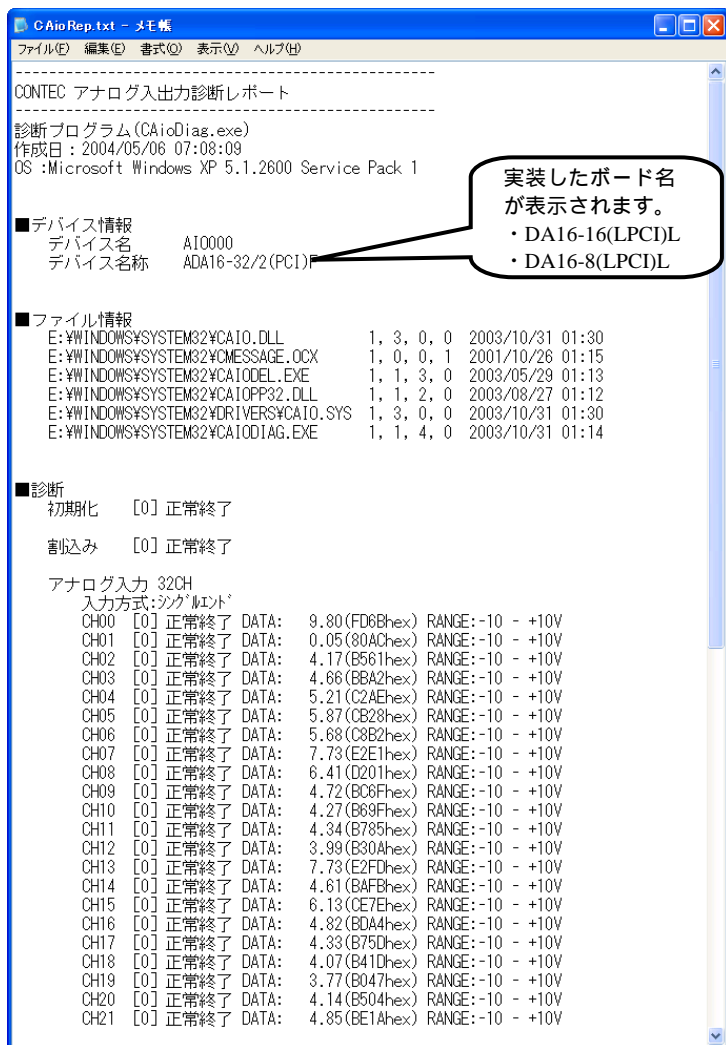 CAioRep.txt - メモ帳
ファイル(F) 編集(E) 書式(O) 表示(V) ヘルプ(H)
--------------------------------------------------
CONTEC アナログ入出力診断レポート
--------------------------------------------------
診断プログラム(CAioDiag.exe)
作成日:2004/05/06 07:08:09
OS :Microsoft Windows XP 5.1.2600 Service Pack 1
実装したボード名
が表示されます。
・DA16-16(LPCI)L
・DA16-8(LPCI)L
■デバイス情報
デバイス名 AIO000
デバイス名称 ADA16-32/2(PCI)F
■ファイル情報
E:¥WINDOWS¥SYSTEM32¥CAIO.DLL 1, 3, 0, 0 2003/10/31 01:30
E:¥WINDOWS¥SYSTEM32¥CMESSAGE.OCX 1, 0, 0, 1 2001/10/26 01:15
E:¥WINDOWS¥SYSTEM32¥CAIODEL.EXE 1, 1, 3, 0 2003/05/29 01:13
E:¥WINDOWS¥SYSTEM32¥CAIOPP32.DLL 1, 1, 2, 0 2003/08/27 01:12
E:¥WINDOWS¥SYSTEM32¥DRIVERS¥CAIO.SYS 1, 3, 0, 0 2003/10/31 01:30
E:¥WINDOWS¥SYSTEM32¥CAIODIAG.EXE 1, 1, 4, 0 2003/10/31 01:14
■診断
初期化 [0] 正常終了
割込み [0] 正常終了
アナログ入力 32CH
入力方式:ｼﾝｸﾞﾙｴﾝﾄﾞ
CH00 [0] 正常終了 DATA: 9.80(FD6Bhex) RANGE:-10 - +10V
CH01 [0] 正常終了 DATA: 0.05(80AChex) RANGE:-10 - +10V
CH02 [0] 正常終了 DATA: 4.17(B561hex) RANGE:-10 - +10V
CH03 [0] 正常終了 DATA: 4.66(BBA2hex) RANGE:-10 - +10V
CH04 [0] 正常終了 DATA: 5.21(C2AEhex) RANGE:-10 - +10V
CH05 [0] 正常終了 DATA: 5.87(CB28hex) RANGE:-10 - +10V
CH06 [0] 正常終了 DATA: 5.68(C8B2hex) RANGE:-10 - +10V
CH07 [0] 正常終了 DATA: 7.73(E2E1hex) RANGE:-10 - +10V
CH08 [0] 正常終了 DATA: 6.41(D201hex) RANGE:-10 - +10V
CH09 [0] 正常終了 DATA: 4.72(BC6Fhex) RANGE:-10 - +10V
CH10 [0] 正常終了 DATA: 4.27(B69Fhex) RANGE:-10 - +10V
CH11 [0] 正常終了 DATA: 4.34(B785hex) RANGE:-10 - +10V
CH12 [0] 正常終了 DATA: 3.99(B30Ahex) RANGE:-10 - +10V
CH13 [0] 正常終了 DATA: 7.73(E2FDhex) RANGE:-10 - +10V
CH14 [0] 正常終了 DATA: 4.61(BAFBhex) RANGE:-10 - +10V
CH15 [0] 正常終了 DATA: 6.13(CE7Ehex) RANGE:-10 - +10V
CH16 [0] 正常終了 DATA: 4.82(BDA4hex) RANGE:-10 - +10V
CH17 [0] 正常終了 DATA: 4.33(B75Dhex) RANGE:-10 - +10V
CH18 [0] 正常終了 DATA: 4.07(B41Dhex) RANGE:-10 - +10V
CH19 [0] 正常終了 DATA: 3.77(B047hex) RANGE:-10 - +10V
CH20 [0] 正常終了 DATA: 4.14(B504hex) RANGE:-10 - +10V
CH21 [0] 正常終了 DATA: 4.85(BE1Ahex) RANGE:-10 - +10V